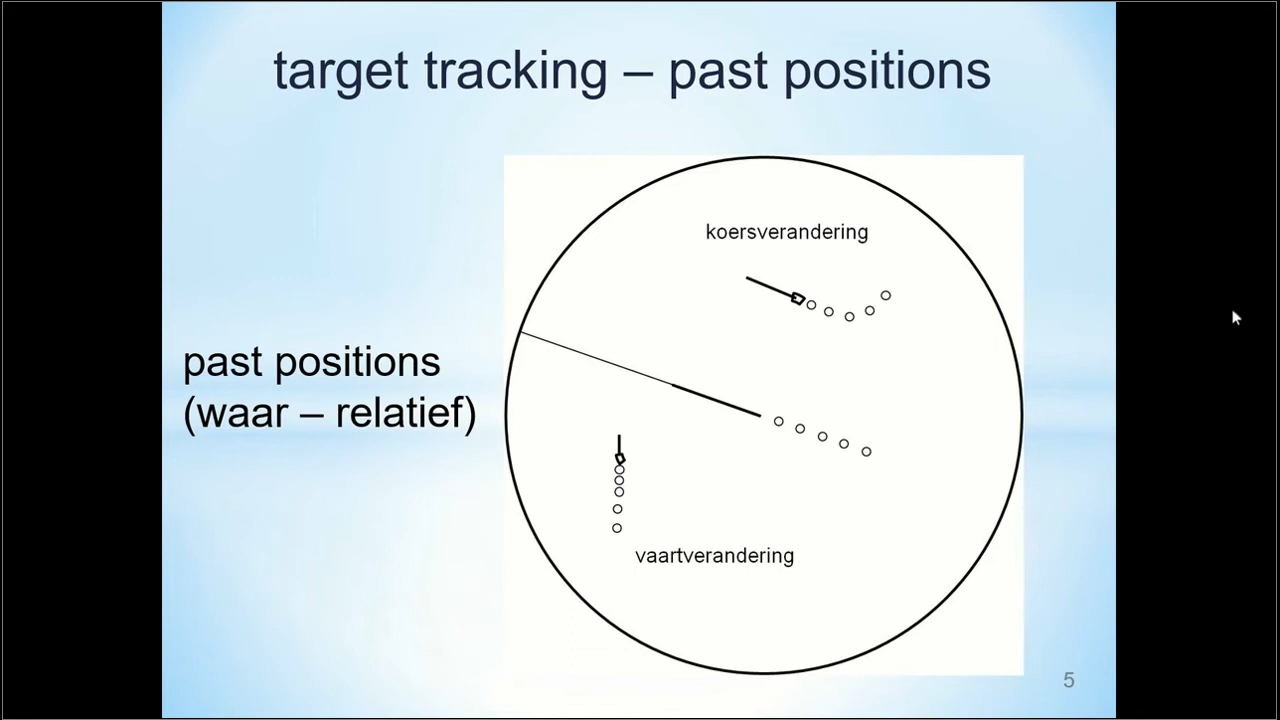 target tracking – past positions
koersverandering
past positions
(waar – relatief)
vaartverandering
5